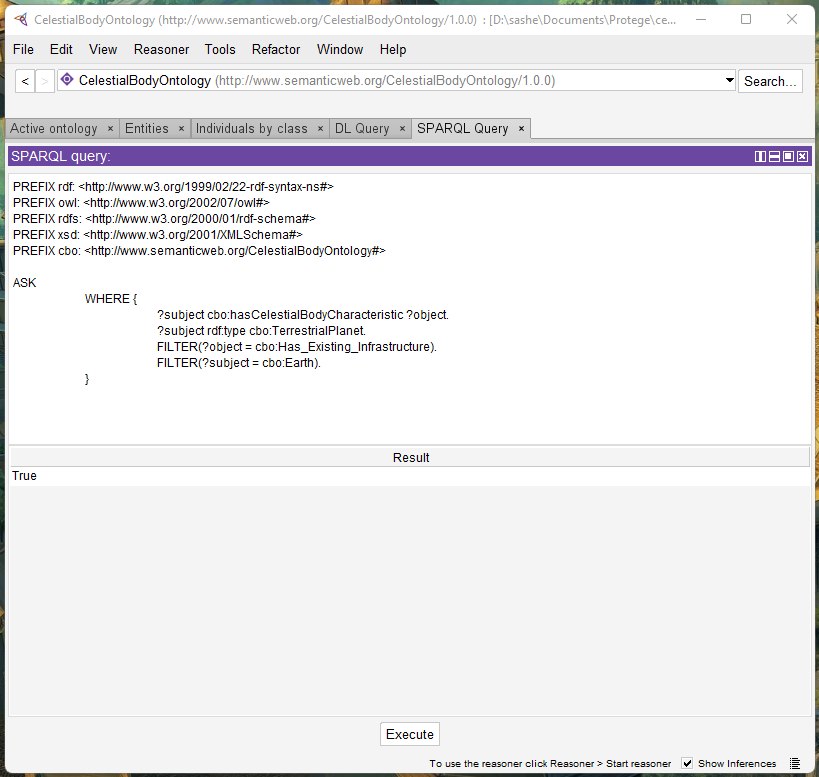 CelestialBodyOntology (http://www.semanticweb.org/CelestialBodyOntology/1.0.0) : [D:\sashe\Documents\Protege\ce...
File Edit View Reasoner Tools Refactor Window Help
< > CelestialBodyOntology (http://www.semanticweb.org/CelestialBodyOntology/1.0.0) Search...
Active ontology × Entities × Individuals by class × DL Query × SPARQL Query ×
SPARQL query:
PREFIX rdf: <http://www.w3.org/1999/02/22-rdf-syntax-ns#>
PREFIX owl: <http://www.w3.org/2002/07/owl#>
PREFIX rdfs: <http://www.w3.org/2000/01/rdf-schema#>
PREFIX xsd: <http://www.w3.org/2001/XMLSchema#>
PREFIX cbo: <http://www.semanticweb.org/CelestialBodyOntology#>
ASK
WHERE {
?subject cbo:hasCelestialBodyCharacteristic ?object.
?subject rdf:type cbo:TerrestrialPlanet.
FILTER(?object = cbo:Has_Existing_Infrastructure).
FILTER(?subject = cbo:Earth).
}
Result
True
Execute
To use the reasoner click Reasoner > Start reasoner Show Inferences